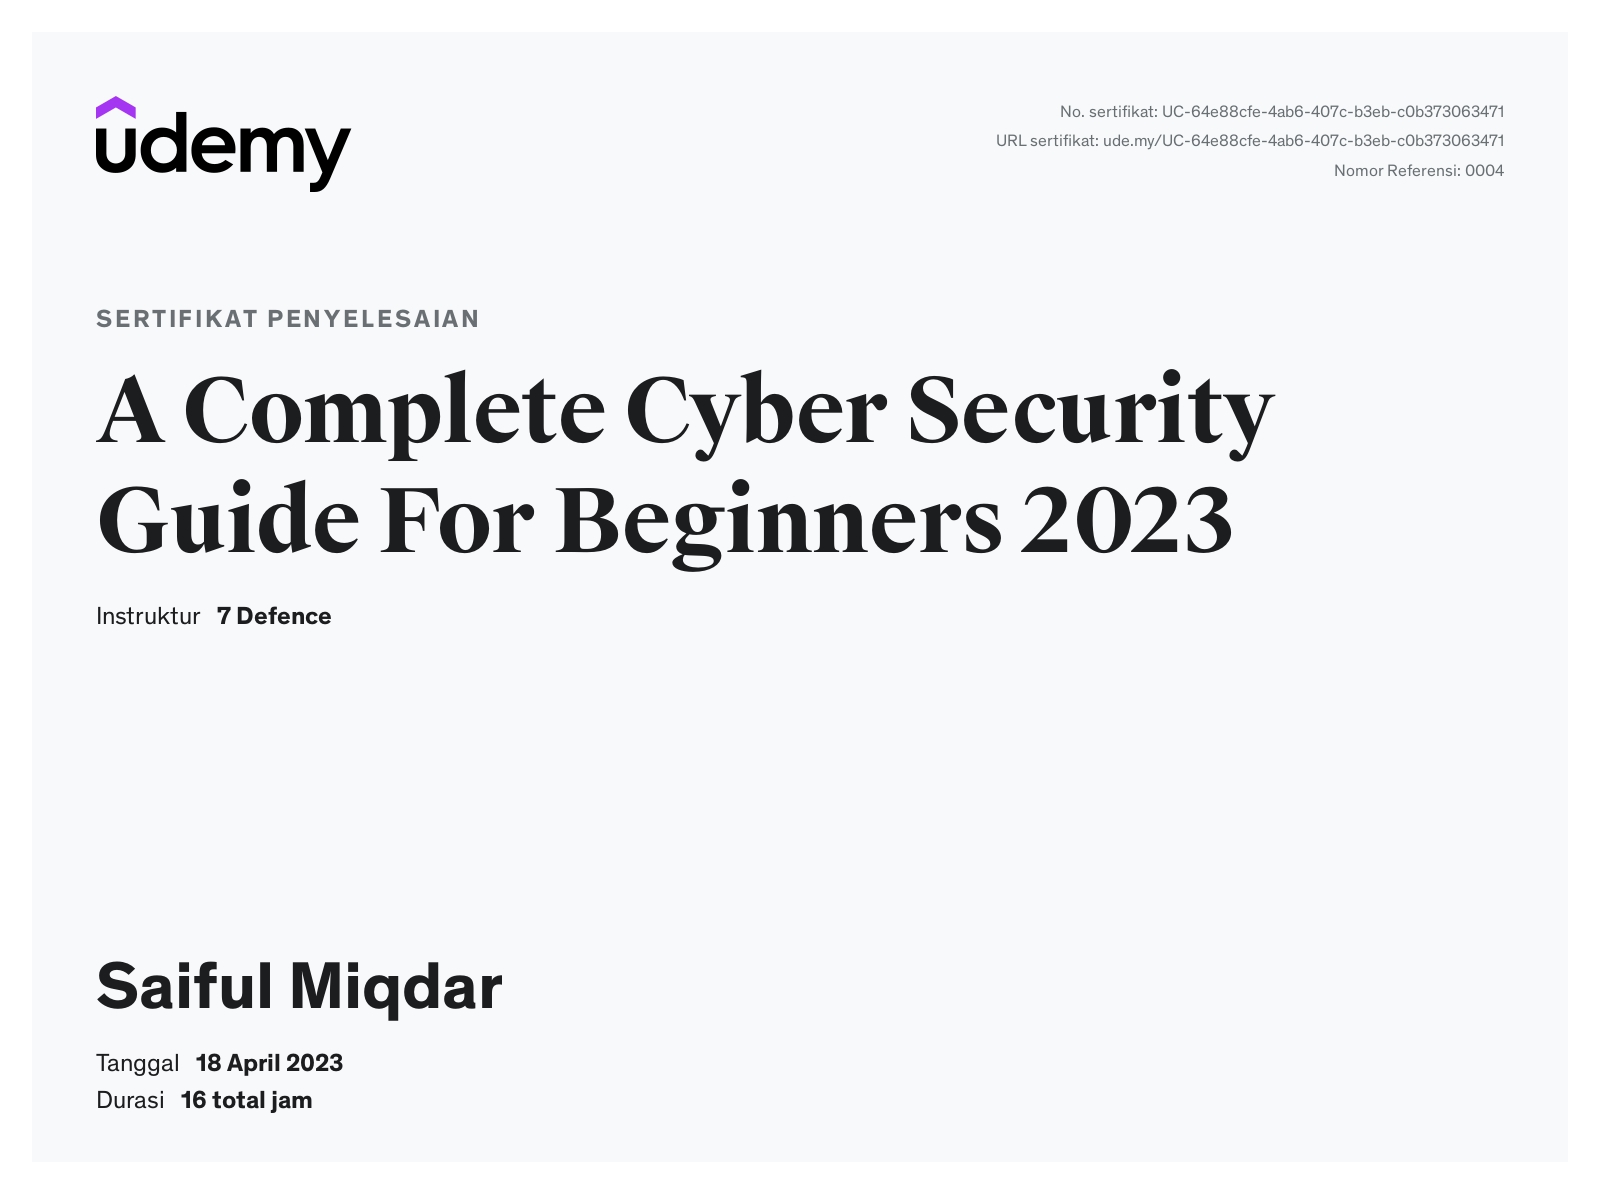 udemy
No. sertifikat: UC-64e88cfe-4ab6-407c-b3eb-c0b373063471
URL sertifikat: ude.my/UC-64e88cfe-4ab6-407c-b3eb-c0b373063471
Nomor Referensi: 0004
SERTIFIKAT PENYELESAIAN
A Complete Cyber Security
Guide For Beginners 2023
Instruktur 7 Defence
Saiful Miqdar
Tanggal 18 April 2023
Durasi 16 total jam